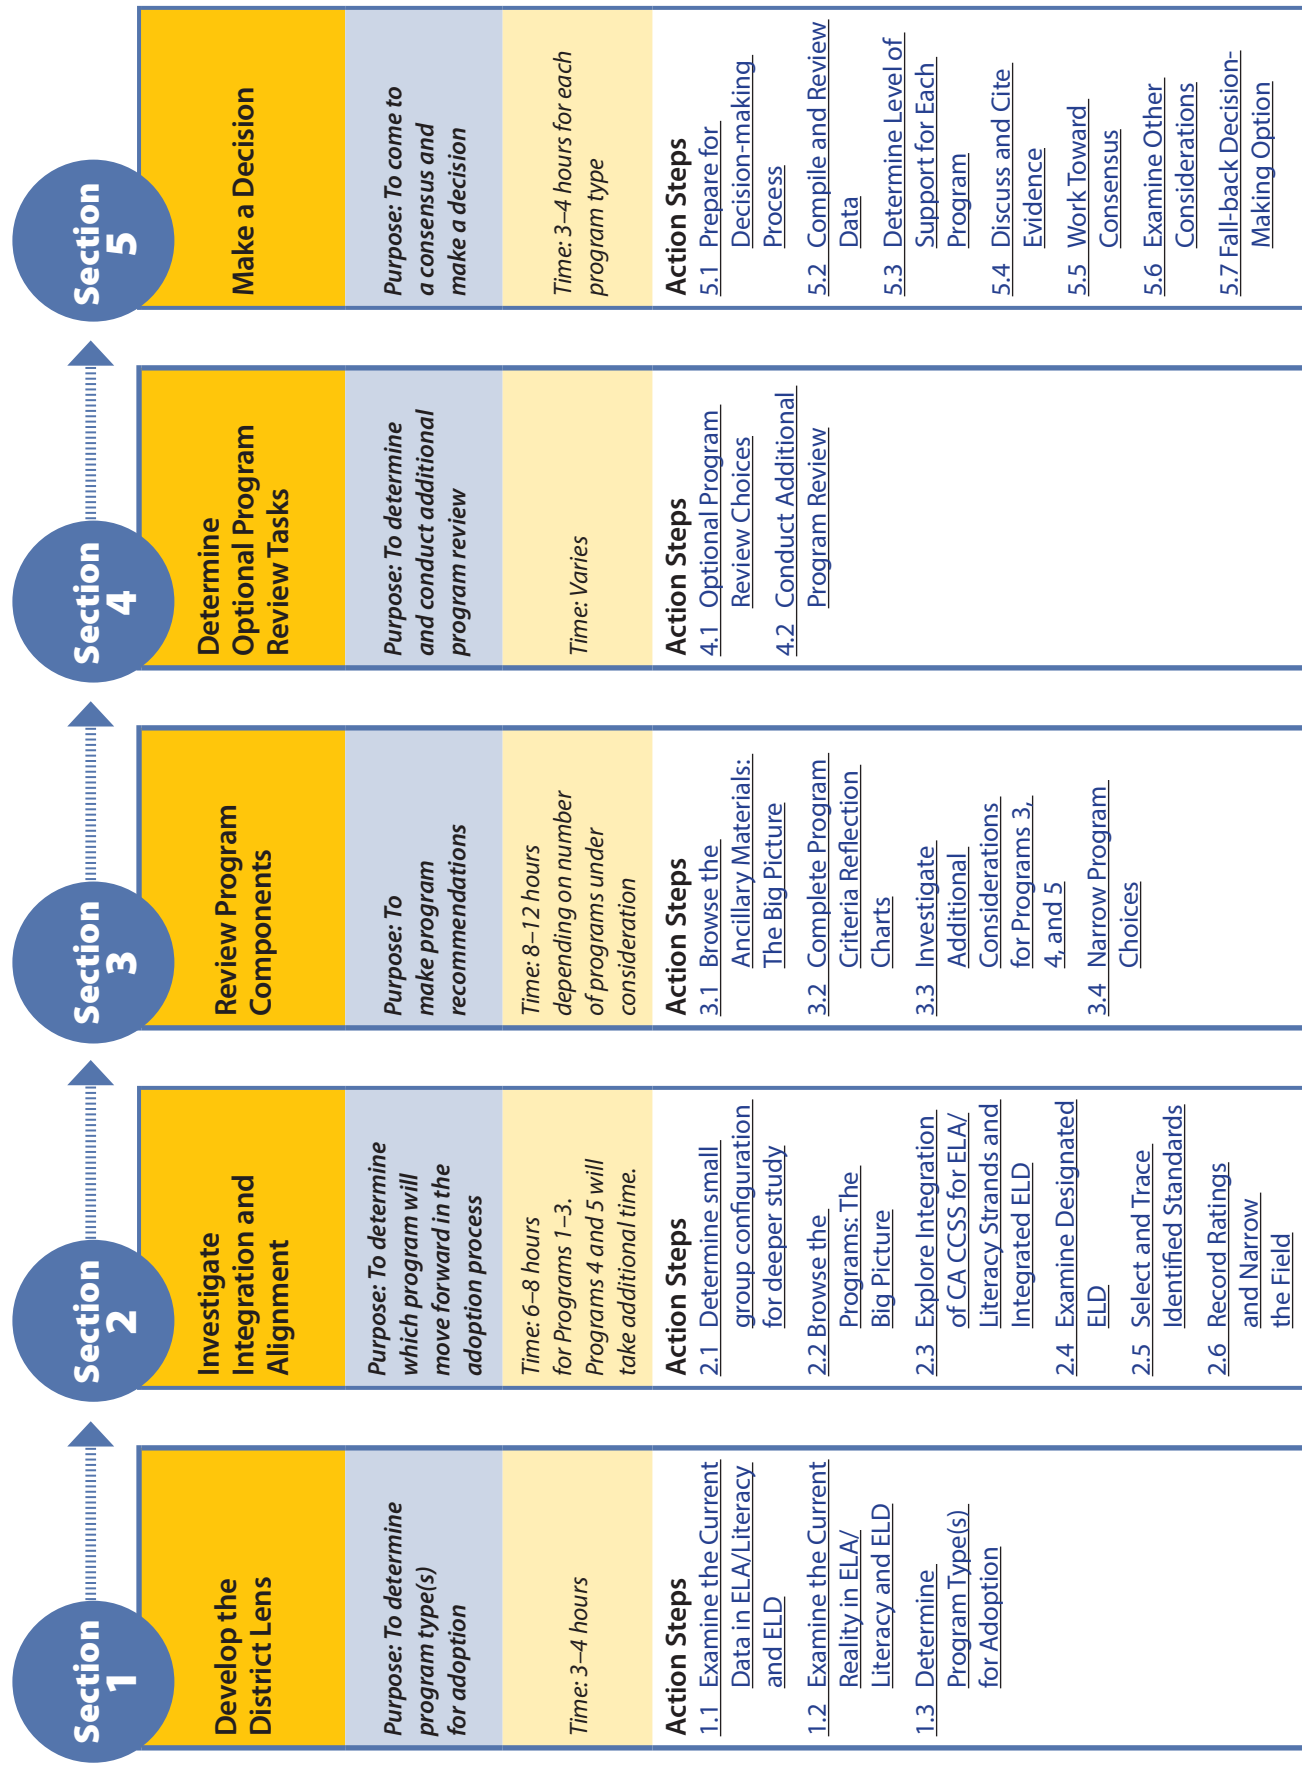 Section
1
Develop the
District Lens
Purpose: To determine
program type(s)
for adoption
Time: 3–4 hours
Action Steps
1.1 Examine the Current
Data in ELA/Literacy
and ELD
1.2 Examine the Current
Reality in ELA/
Literacy and ELD
1.3 Determine
Program Type(s)
for Adoption
Section
2
Investigate
Integration and
Alignment
Purpose: To determine
which program will
move forward in the
adoption process
Time: 6–8 hours
for Programs 1–3.
Programs 4 and 5 will
take additional time.
Action Steps
2.1 Determine small
group configuration
for deeper study
2.2 Browse the
Programs: The
Big Picture
2.3 Explore Integration
of CA CCSS for ELA/
Literacy Strands and
Integrated ELD
2.4 Examine Designated
ELD
2.5 Select and Trace
Identified Standards
2.6 Record Ratings
and Narrow
the Field
Section
3
Review Program
Components
Purpose: To
make program
recommendations
Time: 8–12 hours
depending on number
of programs under
consideration
Action Steps
3.1 Browse the
Ancillary Materials:
The Big Picture
3.2 Complete Program
Criteria Reflection
Charts
3.3 Investigate
Additional
Considerations
for Programs 3,
4, and 5
3.4 Narrow Program
Choices
Section
4
Determine
Optional Program
Review Tasks
Purpose: To determine
and conduct additional
program review
Time: Varies
Action Steps
4.1 Optional Program
Review Choices
4.2 Conduct Additional
Program Review
Section
5
Make a Decision
Purpose: To come to
a consensus and
make a decision
Time: 3–4 hours for each
program type
Action Steps
5.1 Prepare for
Decision-making
Process
5.2 Compile and Review
Data
5.3 Determine Level of
Support for Each
Program
5.4 Discuss and Cite
Evidence
5.5 Work Toward
Consensus
5.6 Examine Other
Considerations
5.7 Fall-back Decision-
Making Option